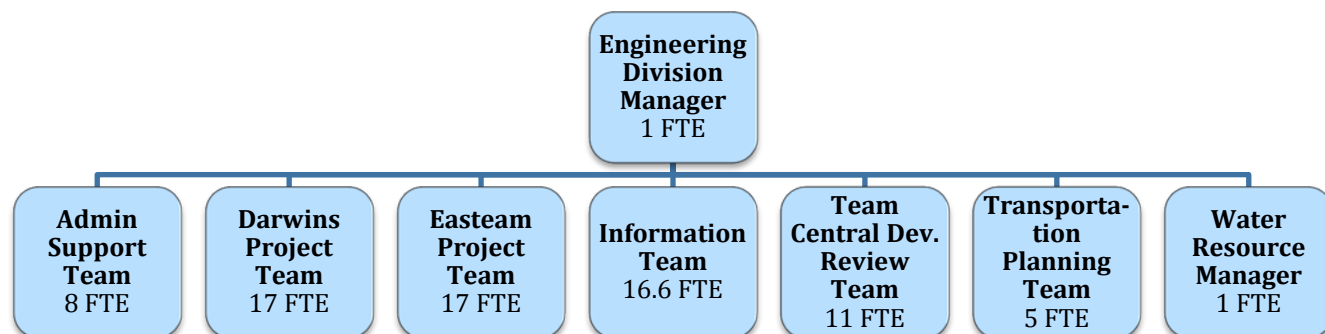 Engineering
Division
Manager
1 FTE
Admin
Support
Team
8 FTE
Darwins
Project
Team
17 FTE
Easteam
Project
Team
17 FTE
Information
Team
16.6 FTE
Team
Central Dev.
Review
Team
11 FTE
Transporta-
tion
Planning
Team
5 FTE
Water
Resource
Manager
1 FTE